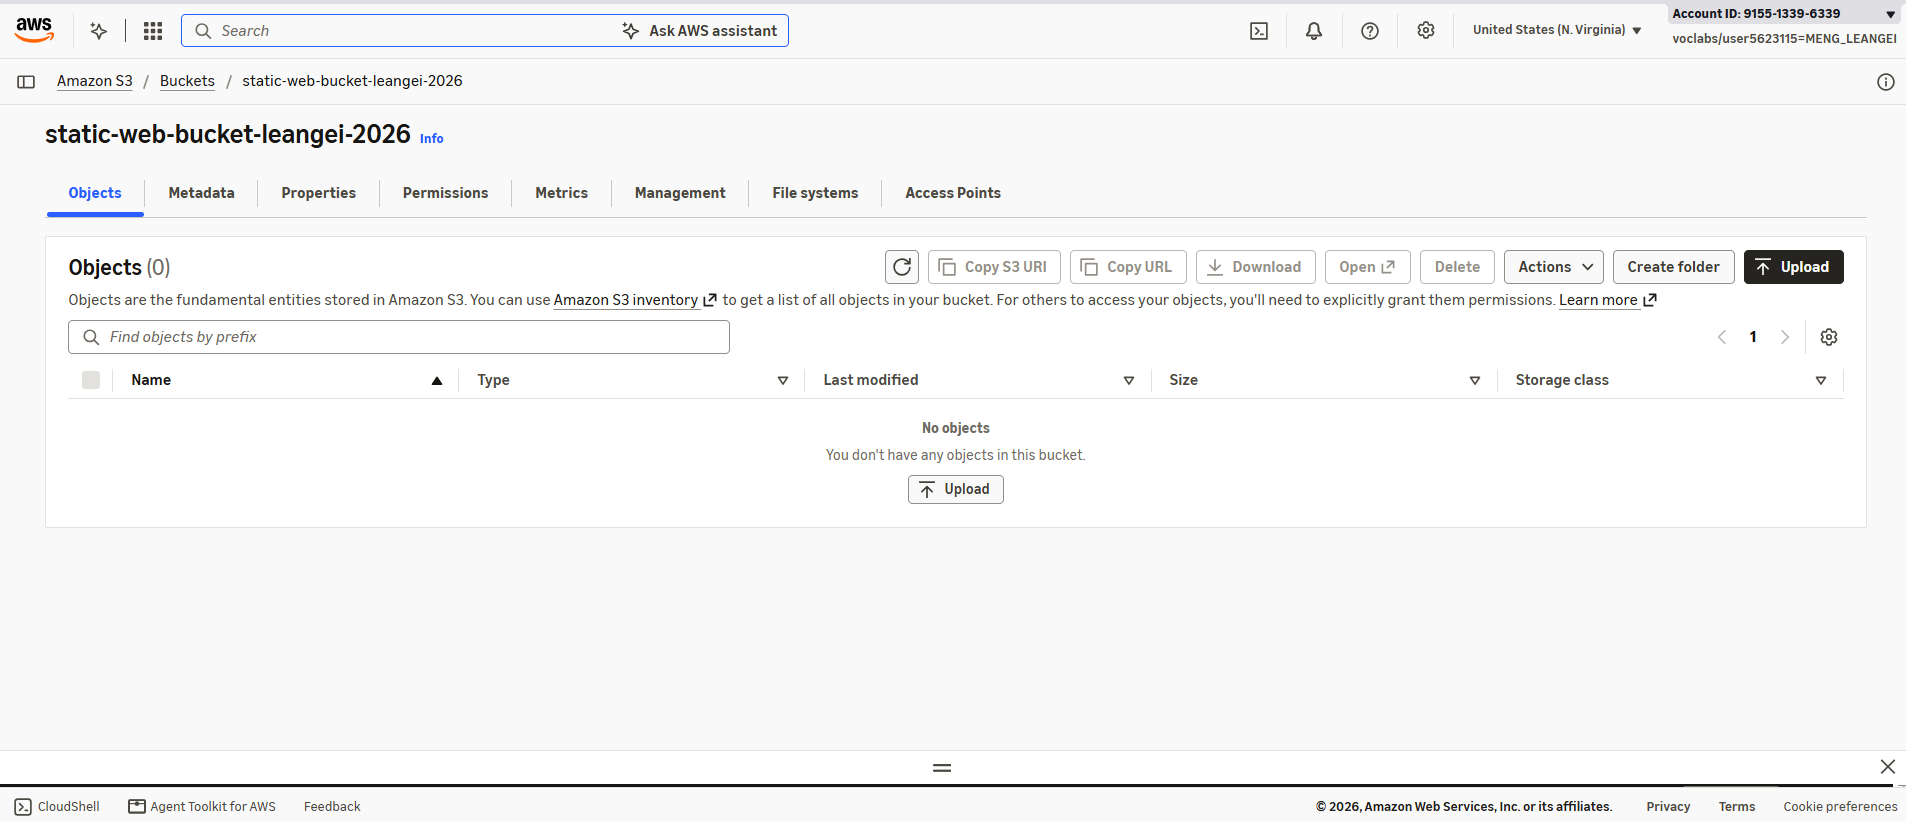 aws
Search
Ask AWS assistant
United States (N. Virginia)
Account ID: 9155-1339-6339
voclabs/user5623115=MENG_LEANGEI
Amazon S3 / Buckets / static-web-bucket-leangei-2026
static-web-bucket-leangei-2026 Info
Objects Metadata Properties Permissions Metrics Management File systems Access Points
Objects (0)
Copy S3 URI Copy URL Download Open Delete Actions Create folder Upload
Objects are the fundamental entities stored in Amazon S3. You can use Amazon S3 inventory to get a list of all objects in your bucket. For others to access your objects, you'll need to explicitly grant them permissions. Learn more
Find objects by prefix
1
Name Type Last modified Size Storage class
No objects
You don't have any objects in this bucket.
Upload
CloudShell Agent Toolkit for AWS Feedback © 2026, Amazon Web Services, Inc. or its affiliates. Privacy Terms Cookie preferences